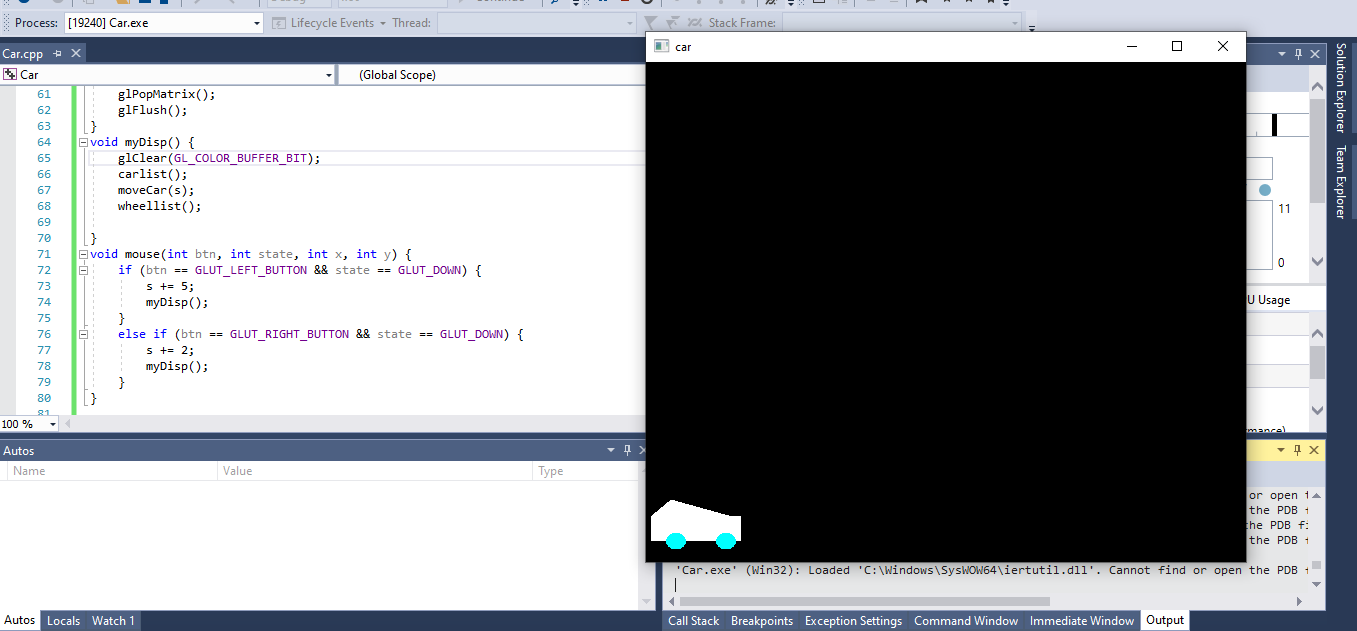 Process: [19240] Car.exe Lifecycle Events Thread: Stack Frame:
Car.cpp
Car (Global Scope)
61 glPopMatrix();
62 glFlush();
63 }
64 void myDisp() {
65 glClear(GL_COLOR_BUFFER_BIT);
66 carlist();
67 moveCar(s);
68 wheellist();
69
70 }
71 void mouse(int btn, int state, int x, int y) {
72 if (btn == GLUT_LEFT_BUTTON && state == GLUT_DOWN) {
73 s += 5;
74 myDisp();
75 }
76 else if (btn == GLUT_RIGHT_BUTTON && state == GLUT_DOWN) {
77 s += 2;
78 myDisp();
79 }
80 }
81
100 %
Autos
Name Value Type
Autos Locals Watch 1
car
11
0
U Usage
Solution Explorer
Team Explorer
or open t
the PDB f
the PDB fi
the PDB f
'Car.exe' (Win32): Loaded 'C:\Windows\SysWOW64\iertutil.dll'. Cannot find or open the PDB f
Call Stack Breakpoints Exception Settings Command Window Immediate Window Output